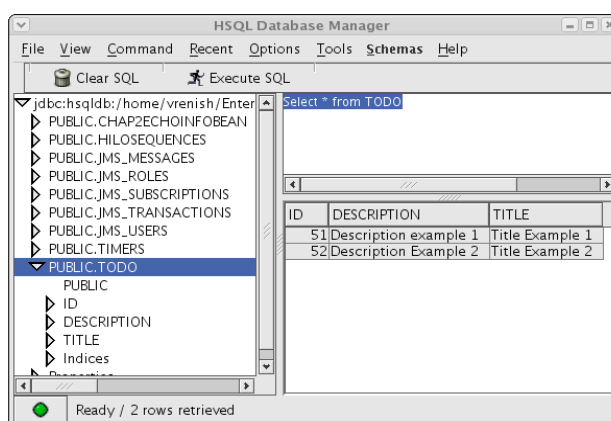 HSQL Database Manager
File View Command Recent Options Tools Schemas Help
Clear SQL Execute SQL
jdbc:hsqldb:/home/vrenish/Enter
PUBLIC.CHAP2ECHOINFOBEAN
PUBLIC.HILOSEQUENCES
PUBLIC.JMS_MESSAGES
PUBLIC.JMS_ROLES
PUBLIC.JMS_SUBSCRIPTIONS
PUBLIC.JMS_TRANSACTIONS
PUBLIC.JMS_USERS
PUBLIC.TIMERS
PUBLIC.TODO
PUBLIC
ID
DESCRIPTION
TITLE
Indices
Properties
Select * from TODO
ID DESCRIPTION TITLE
51 Description example 1 Title Example 1
52 Description Example 2 Title Example 2
Ready / 2 rows retrieved